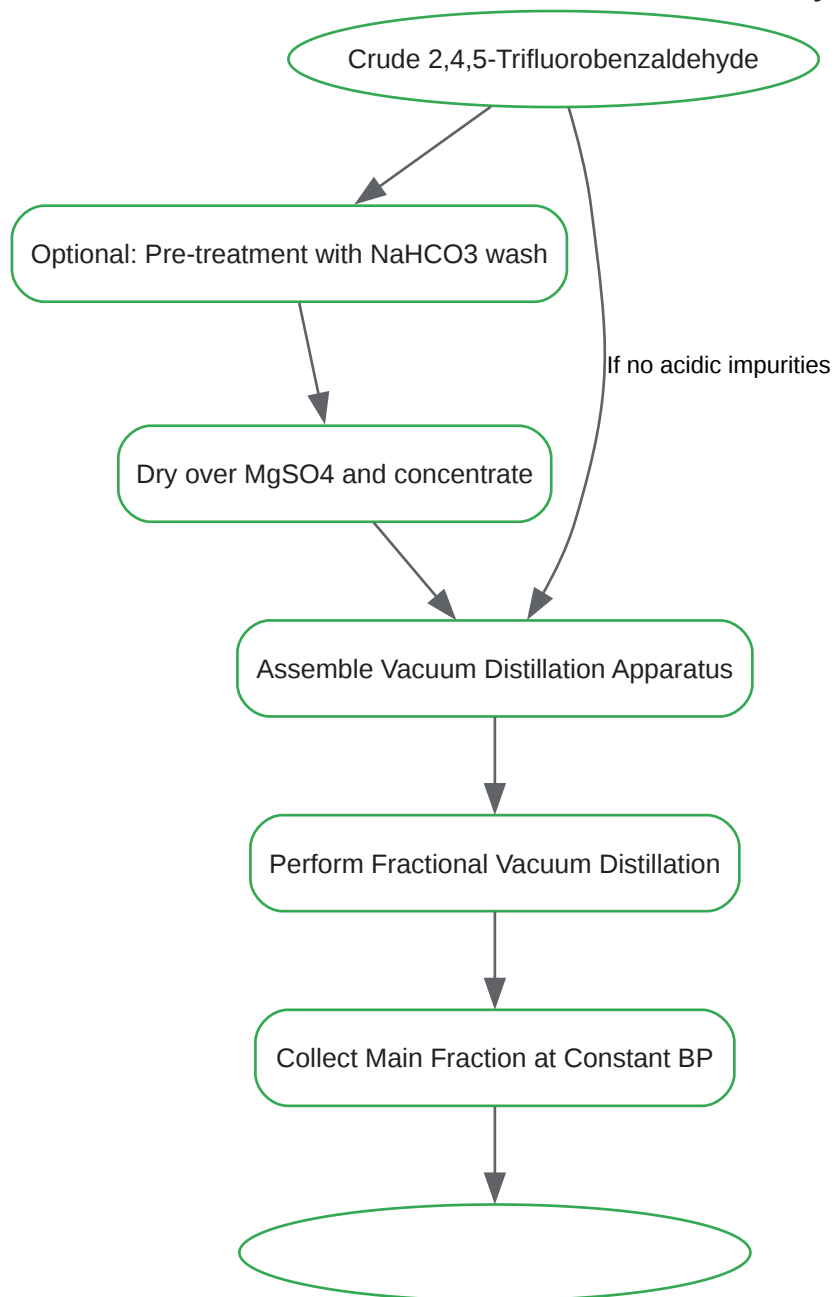 Crude 2,4,5-Trifluorobenzaldehyde
Optional: Pre-treatment with NaHCO3 wash
If no acidic impurities
Dry over MgSO4 and concentrate
Assemble Vacuum Distillation Apparatus
Perform Fractional Vacuum Distillation
Collect Main Fraction at Constant BP